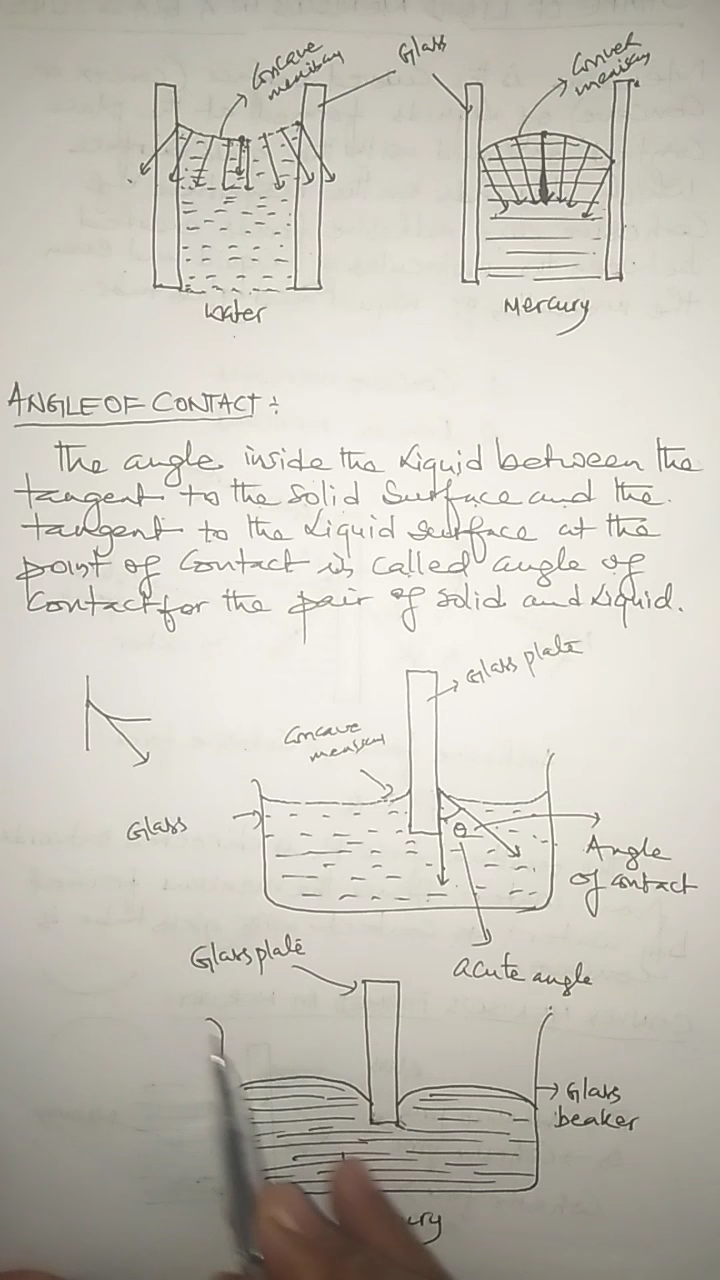 Concave
meniscus
Glass
Convex
meniscus
Water
Mercury
ANGLE OF CONTACT :
The angle inside the Liquid between the
tangent to the Solid Surface and the
tangent to the Liquid surface at the
point of Contact is called angle of
Contact for the pair of solid and Liquid.
Glass plate
Concave
Glass
θ
Angle
of contact
acute angle
Glass plate
Glass
beaker
ury